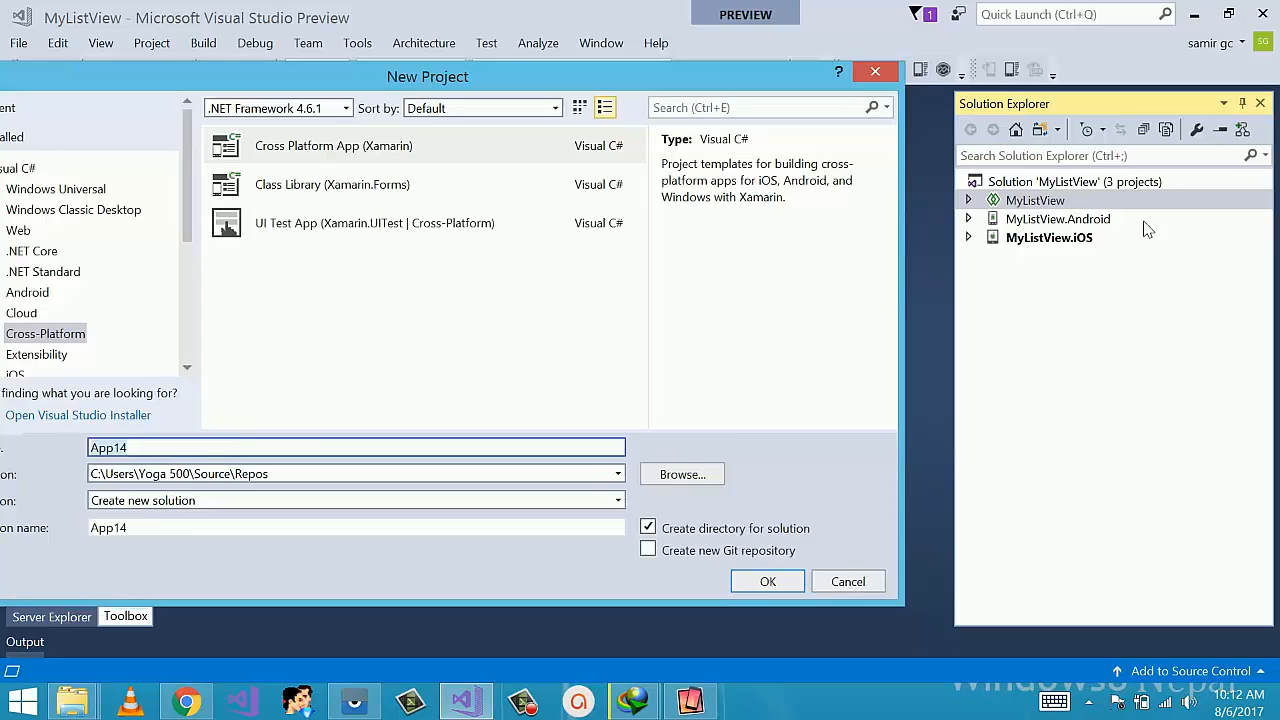 MyListView - Microsoft Visual Studio Preview
PREVIEW
1
Quick Launch (Ctrl+Q)
File Edit View Project Build Debug Team Tools Architecture Test Analyze Window Help
samir gc
SG
New Project
?
ent
alled
sual C#
Windows Universal
Windows Classic Desktop
Web
.NET Core
.NET Standard
Android
Cloud
Cross-Platform
Extensibility
iOS
finding what you are looking for?
Open Visual Studio Installer
.NET Framework 4.6.1
Sort by: Default
Search (Ctrl+E)
Cross Platform App (Xamarin) Visual C#
Class Library (Xamarin.Forms) Visual C#
UI Test App (Xamarin.UITest | Cross-Platform) Visual C#
Type: Visual C#
Project templates for building cross-
platform apps for iOS, Android, and
Windows with Xamarin.
App14
on: C:\Users\Yoga 500\Source\Repos
Browse...
on: Create new solution
on name: App14
Create directory for solution
Create new Git repository
OK
Cancel
Solution Explorer
Search Solution Explorer (Ctrl+;)
Solution 'MyListView' (3 projects)
MyListView
MyListView.Android
MyListView.iOS
Server Explorer Toolbox
Output
Add to Source Control
10:12 AM
8/6/2017